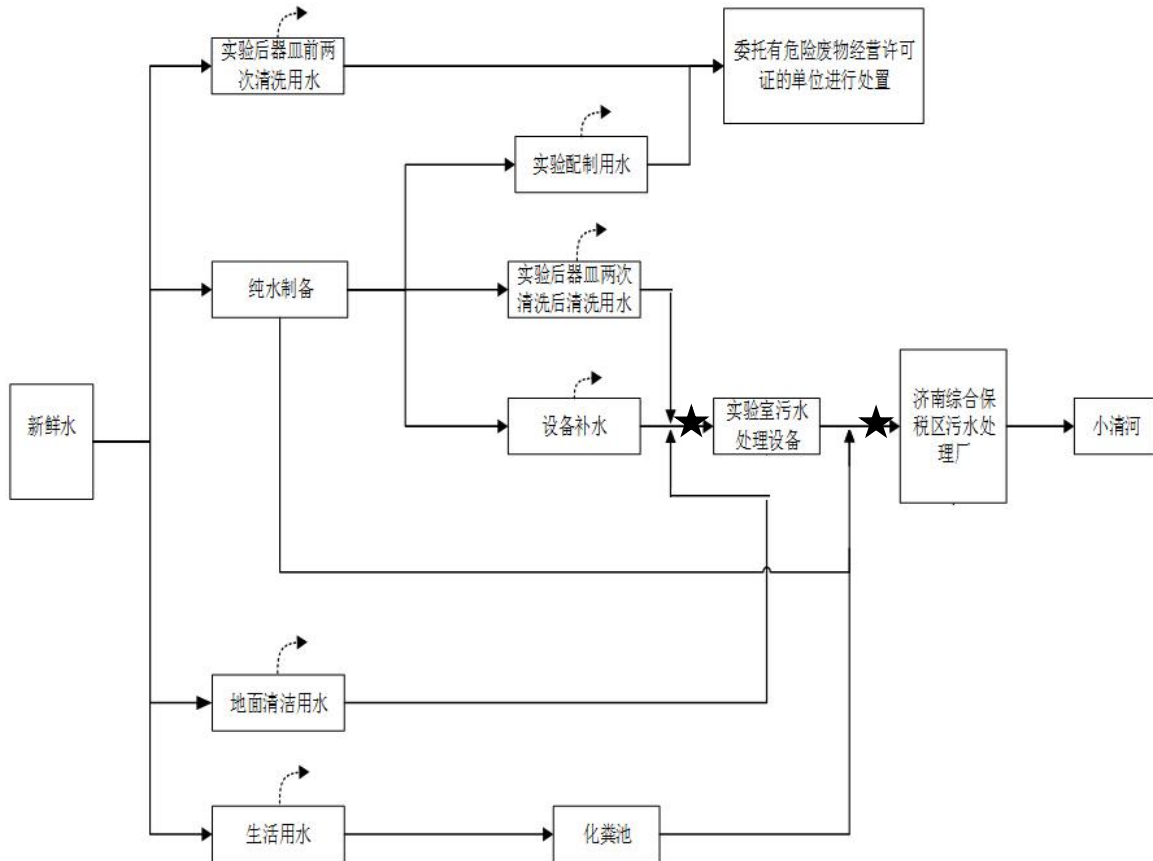 实验后器皿前两
次清洗用水
委托有危险废物经营许可
证的单位进行处置
实验配制用水
纯水制备
实验后器皿两次
清洗后清洗用水
新鲜水
设备补水
实验室污水
处理设备
济南综合保
税区污水处
理厂
小清河
地面清洁用水
生活用水
化粪池